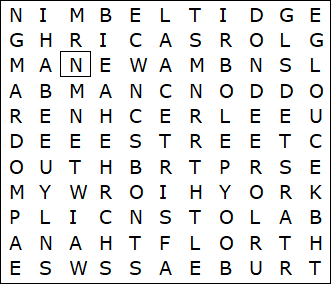 N I M B E L T I D G E
G H R I C A S R O L G
M A N E W A M B N S L
A B M A N C N O D D O
R E N H C E R L E E U
D E E E S T R E E T C
O U T H B R T P R S E
M Y W R O I H Y O R K
P L I C N S T O L A B
A N A H T F L O R T H
E S W S S A E B U R T